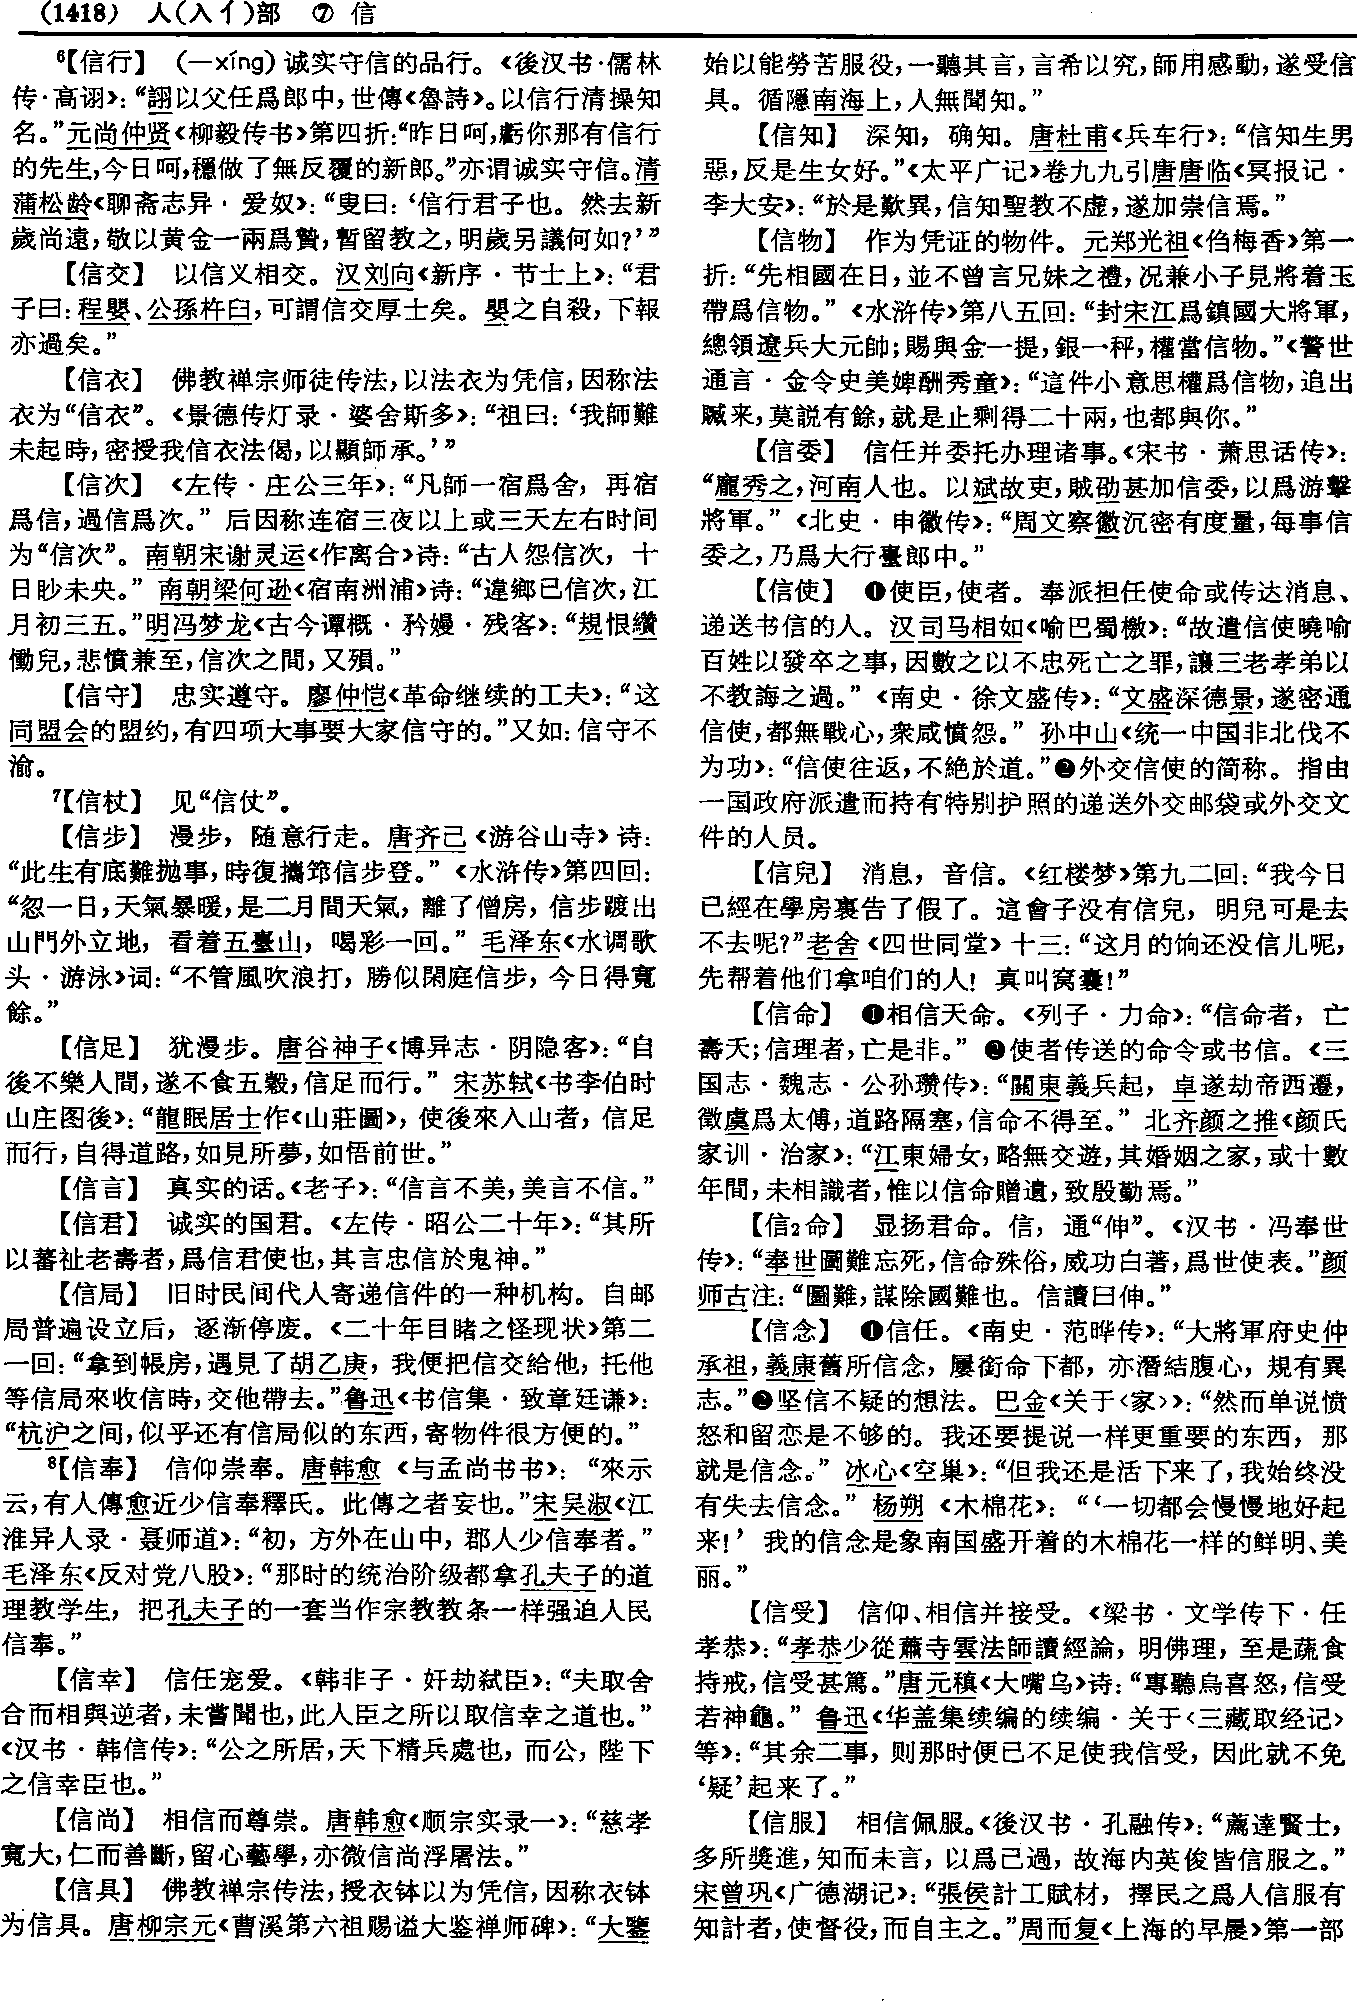 (1418) 人(入亻)部 ⑦ 信
⁶【信行】 (—xíng)诚实守信的品行。《後汉书·儒林
传·高诩》：“詡以父任爲郎中，世傳《魯詩》。以信行清操知
名。”元尚仲贤《柳毅传书》第四折：“昨日呵，虧你那有信行
的先生，今日呵，穩做了無反覆的新郎。”亦谓诚实守信。清
蒲松龄《聊斋志异·爱奴》：“叟曰：‘信行君子也。然去新
歲尚遠，敬以黄金一兩爲贄，暫留教之，明歲另議何如？’”
【信交】 以信义相交。汉刘向《新序·节士上》：“君
子曰：程嬰、公孫杵臼，可謂信交厚士矣。嬰之自殺，下報
亦過矣。”
【信衣】 佛教禅宗师徒传法，以法衣为凭信，因称法
衣为“信衣”。《景德传灯录·婆舍斯多》：“祖曰：‘我師難
未起時，密授我信衣法偈，以顯師承。’”
【信次】 《左传·庄公三年》：“凡師一宿爲舍，再宿
爲信，過信爲次。”后因称连宿三夜以上或三天左右时间
为“信次”。南朝宋谢灵运《作离合》诗：“古人怨信次，十
日眇未央。”南朝梁何逊《宿南洲浦》诗：“違鄉已信次，江
月初三五。”明冯梦龙《古今谭概·矜嫚·残客》：“規恨纘
慟兒，悲憤兼至，信次之間，又殞。”
【信守】 忠实遵守。廖仲恺《革命继续的工夫》：“这
同盟会的盟约，有四项大事要大家信守的。”又如：信守不
渝。
⁷【信杖】 见“信仗”。
【信步】 漫步，随意行走。唐齐己《游谷山寺》诗：
“此生有底難抛事，時復攜筇信步登。”《水浒传》第四回：
“忽一日，天氣暴暖，是二月間天氣，離了僧房，信步踱出
山門外立地，看着五臺山，喝彩一回。”毛泽东《水调歌
头·游泳》词：“不管風吹浪打，勝似閑庭信步，今日得寬
餘。”
【信足】 犹漫步。唐谷神子《博异志·阴隐客》：“自
後不樂人間，遂不食五穀，信足而行。”宋苏轼《书李伯时
山庄图後》：“龍眠居士作《山莊圖》，使後來入山者，信足
而行，自得道路，如見所夢，如悟前世。”
【信言】 真实的话。《老子》：“信言不美，美言不信。”
【信君】 诚实的国君。《左传·昭公二十年》：“其所
以蕃祉老壽者，爲信君使也，其言忠信於鬼神。”
【信局】 旧时民间代人寄递信件的一种机构。自邮
局普遍设立后，逐渐停废。《二十年目睹之怪现状》第二
一回：“拿到帳房，遇見了胡乙庚，我便把信交給他，托他
等信局來收信時，交他帶去。”鲁迅《书信集·致章廷谦》：
“杭沪之间，似乎还有信局似的东西，寄物件很方便的。”
⁸【信奉】 信仰崇奉。唐韩愈《与孟尚书书》：“來示
云，有人傳愈近少信奉釋氏。此傳之者妄也。”宋吴淑《江
淮异人录·聂师道》：“初，方外在山中，郡人少信奉者。”
毛泽东《反对党八股》：“那时的统治阶级都拿孔夫子的道
理教学生，把孔夫子的一套当作宗教教条一样强迫人民
信奉。”
【信幸】 信任宠爱。《韩非子·奸劫弑臣》：“夫取舍
合而相與逆者，未嘗聞也，此人臣之所以取信幸之道也。”
《汉书·韩信传》：“公之所居，天下精兵處也，而公，陛下
之信幸臣也。”
【信尚】 相信而尊崇。唐韩愈《顺宗实录一》：“慈孝
寬大，仁而善斷，留心藝學，亦微信尚浮屠法。”
【信具】 佛教禅宗传法，授衣钵以为凭信，因称衣钵
为信具。唐柳宗元《曹溪第六祖赐谥大鉴禅师碑》：“大鑒
始以能勞苦服役，一聽其言，言希以究，師用感動，遂受信
具。循隱南海上，人無聞知。”
【信知】 深知，确知。唐杜甫《兵车行》：“信知生男
惡，反是生女好。”《太平广记》卷九九引唐唐临《冥报记·
李大安》：“於是歎異，信知聖教不虚，遂加崇信焉。”
【信物】 作为凭证的物件。元郑光祖《㑇梅香》第一
折：“先相國在日，並不曾言兄妹之禮，况兼小子見將着玉
帶爲信物。”《水浒传》第八五回：“封宋江爲鎮國大將軍，
總領遼兵大元帥；賜與金一提，銀一秤，權當信物。”《警世
通言·金令史美婢酬秀童》：“這件小意思權爲信物，追出
贓来，莫説有餘，就是止剩得二十兩，也都與你。”
【信委】 信任并委托办理诸事。《宋书·萧思话传》：
“龐秀之，河南人也。以斌故吏，賊劭甚加信委，以爲游擊
將軍。”《北史·申徽传》：“周文察徽沉密有度量，每事信
委之，乃爲大行臺郎中。”
【信使】 ❶使臣，使者。奉派担任使命或传达消息、
递送书信的人。汉司马相如《喻巴蜀檄》：“故遣信使曉喻
百姓以發卒之事，因數之以不忠死亡之罪，讓三老孝弟以
不教誨之過。”《南史·徐文盛传》：“文盛深德景，遂密通
信使，都無戰心，衆咸憤怨。”孙中山《统一中国非北伐不
为功》：“信使往返，不絶於道。”❷外交信使的简称。指由
一国政府派遣而持有特别护照的递送外交邮袋或外交文
件的人员。
【信兒】 消息，音信。《红楼梦》第九二回：“我今日
已經在學房裏告了假了。這會子没有信兒，明兒可是去
不去呢？”老舍《四世同堂》十三：“这月的饷还没信儿呢，
先帮着他们拿咱们的人！真叫窝囊！”
【信命】 ❶相信天命。《列子·力命》：“信命者，亡
壽夭；信理者，亡是非。”❷使者传送的命令或书信。《三
国志·魏志·公孙瓒传》：“關東義兵起，卓遂劫帝西遷，
徵虞爲太傅，道路隔塞，信命不得至。”北齐颜之推《颜氏
家训·治家》：“江東婦女，略無交遊，其婚姻之家，或十數
年間，未相識者，惟以信命贈遺，致殷勤焉。”
【信₂命】 显扬君命。信，通“伸”。《汉书·冯奉世
传》：“奉世圖難忘死，信命殊俗，威功白著，爲世使表。”颜
师古注：“圖難，謀除國難也。信讀曰伸。”
【信念】 ❶信任。《南史·范晔传》：“大將軍府史仲
承祖，義康舊所信念，屢銜命下都，亦潛結腹心，規有異
志。”❷坚信不疑的想法。巴金《关于〈家〉》：“然而单说愤
怒和留恋是不够的。我还要提说一样更重要的东西，那
就是信念。”冰心《空巢》：“但我还是活下来了，我始终没
有失去信念。”杨朔《木棉花》：“‘一切都会慢慢地好起
来！’我的信念是象南国盛开着的木棉花一样的鲜明、美
丽。”
【信受】 信仰、相信并接受。《梁书·文学传下·任
孝恭》：“孝恭少從蕭寺雲法師讀經論，明佛理，至是蔬食
持戒，信受甚篤。”唐元稹《大觜乌》诗：“專聽烏喜怒，信受
若神龜。”鲁迅《华盖集续编的续编·关于〈三藏取经记〉
等》：“其余二事，则那时便已不足使我信受，因此就不免
‘疑’起来了。”
【信服】 相信佩服。《後汉书·孔融传》：“薦達賢士，
多所獎進，知而未言，以爲己過，故海内英俊皆信服之。”
宋曾巩《广德湖记》：“張侯計工賦材，擇民之爲人信服有
知計者，使督役，而自主之。”周而复《上海的早晨》第一部